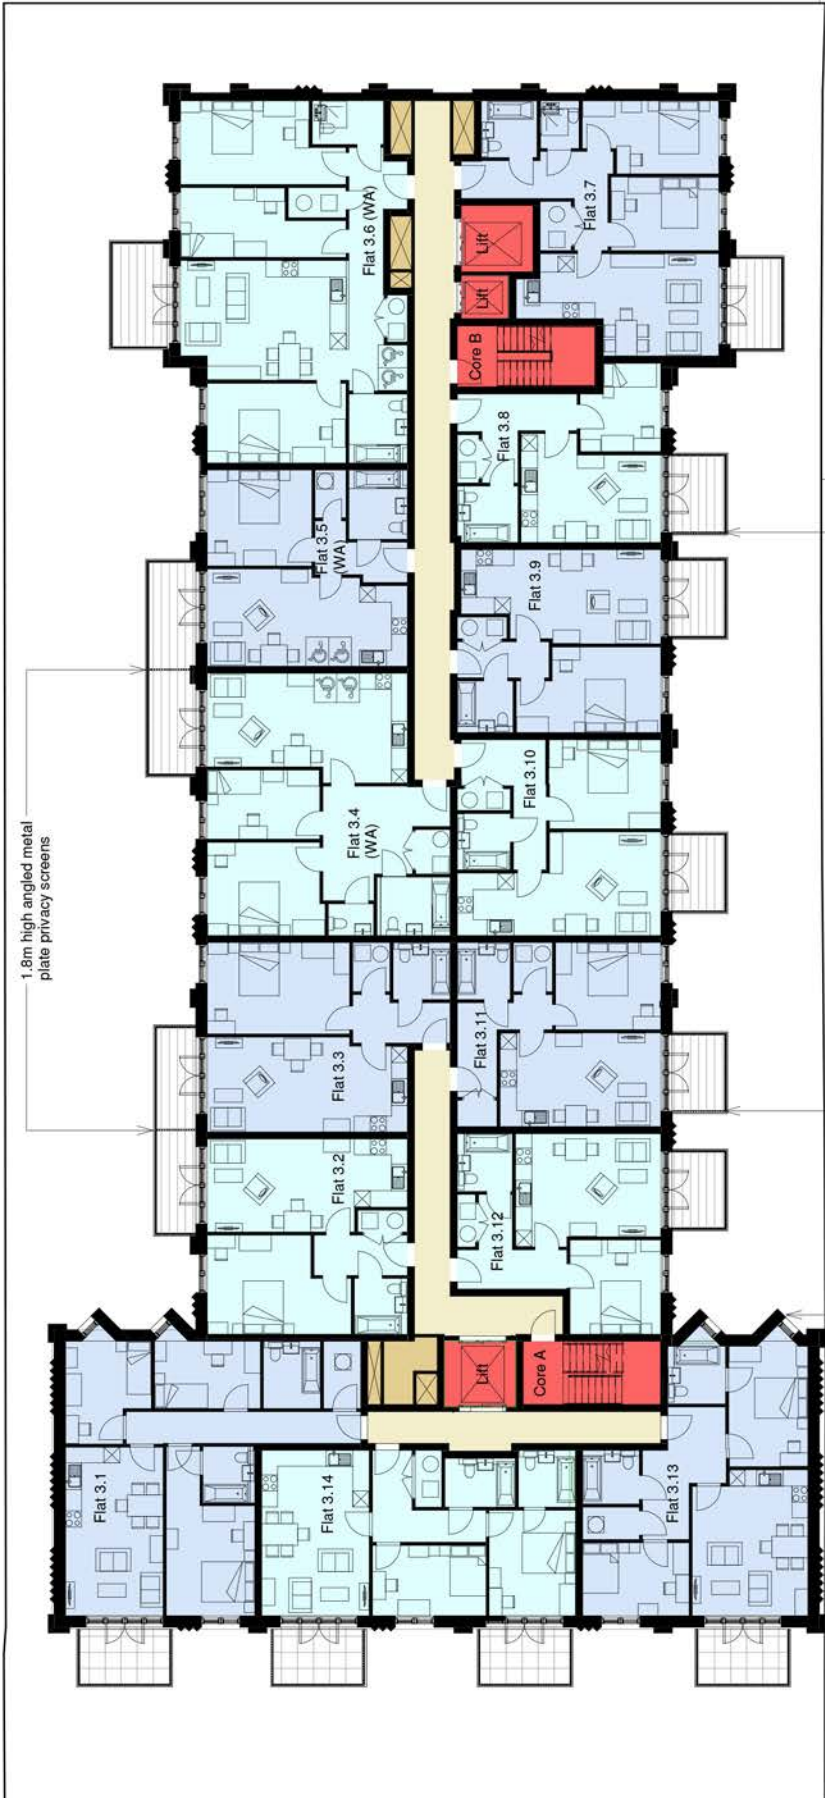 1.8m high angled metal
plate privacy screens
Flat 3.6 (WA)
Flat 3.7
Lift
Lift
Core B
Flat 3.8
Flat 3.5
(WA)
Flat 3.9
Flat 3.4
(WA)
Flat 3.10
Flat 3.3
Flat 3.11
Flat 3.2
Flat 3.12
Lift
Core A
Flat 3.1
Flat 3.14
Flat 3.13